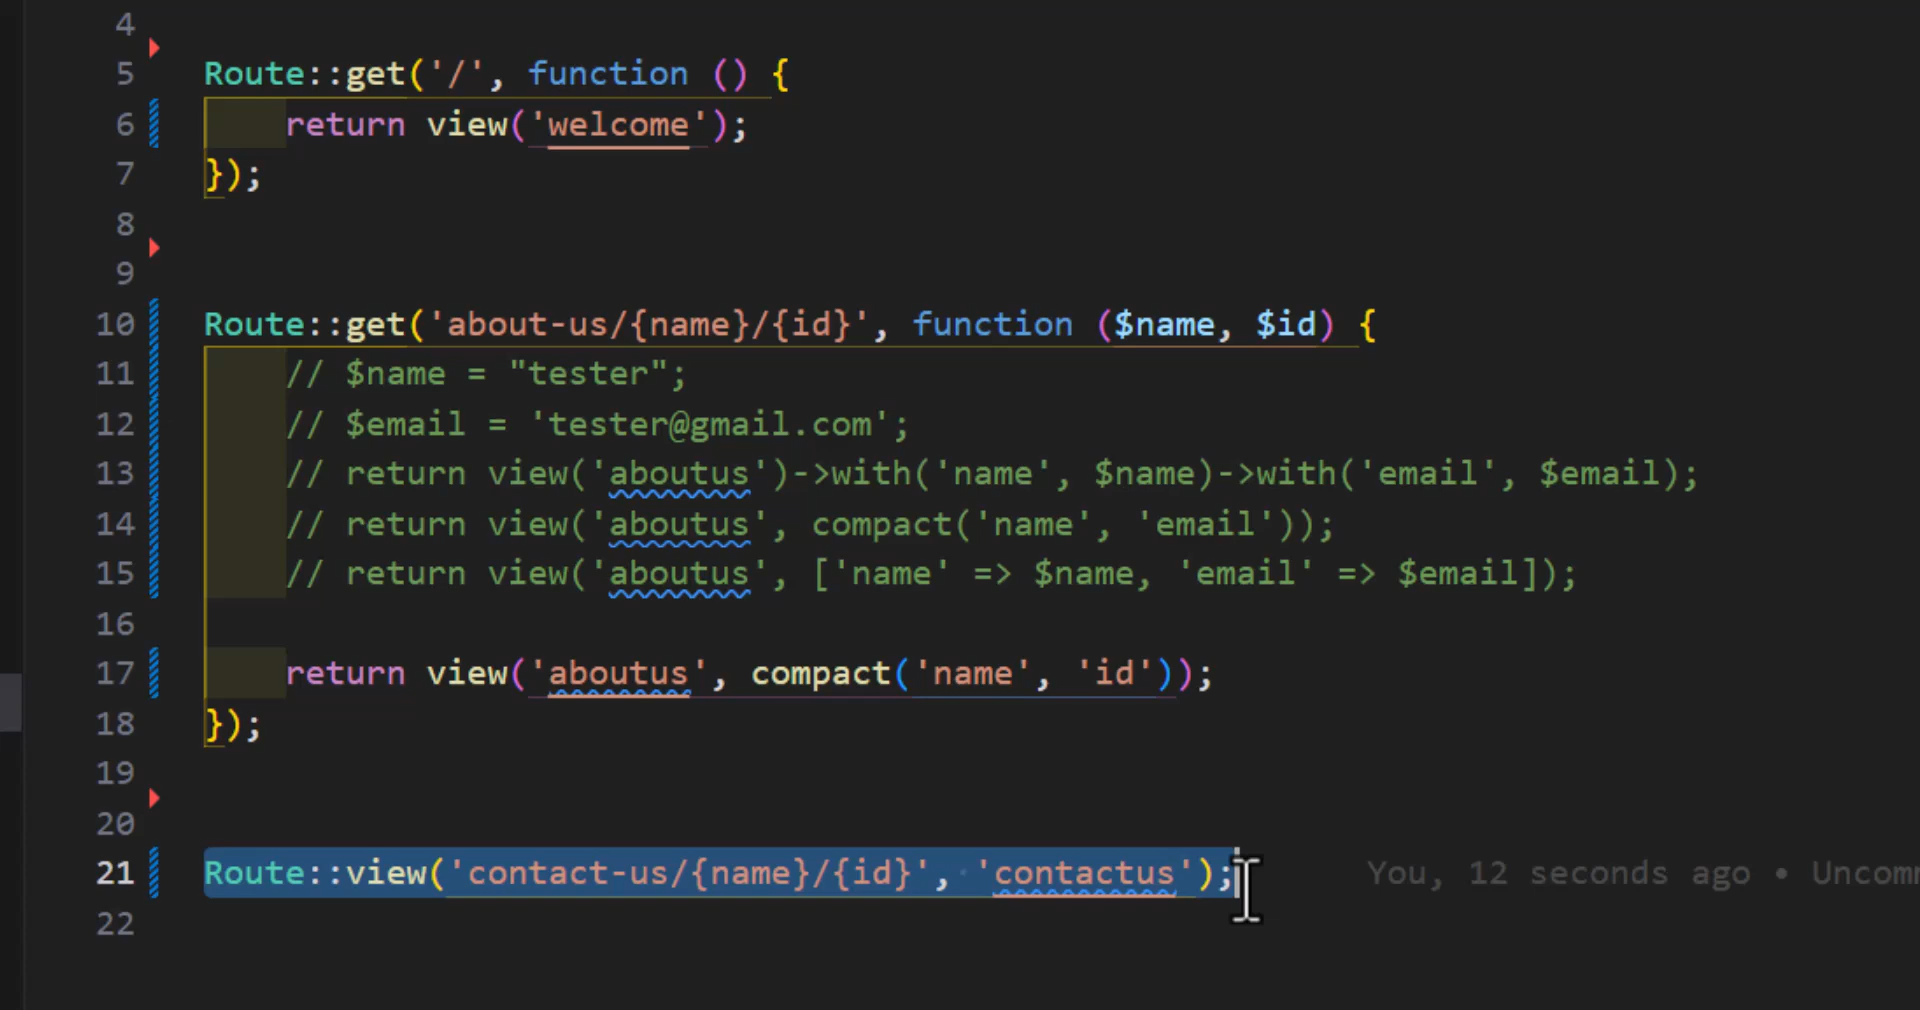 4
5 Route::get('/', function () {
6 return view('welcome');
7 });
8
9
10 Route::get('about-us/{name}/{id}', function ($name, $id) {
11 // $name = "tester";
12 // $email = 'tester@gmail.com';
13 // return view('aboutus')->with('name', $name)->with('email', $email);
14 // return view('aboutus', compact('name', 'email'));
15 // return view('aboutus', ['name' => $name, 'email' => $email]);
16
17 return view('aboutus', compact('name', 'id'));
18 });
19
20
21 Route::view('contact-us/{name}/{id}', 'contactus'); You, 12 seconds ago • Uncom
22